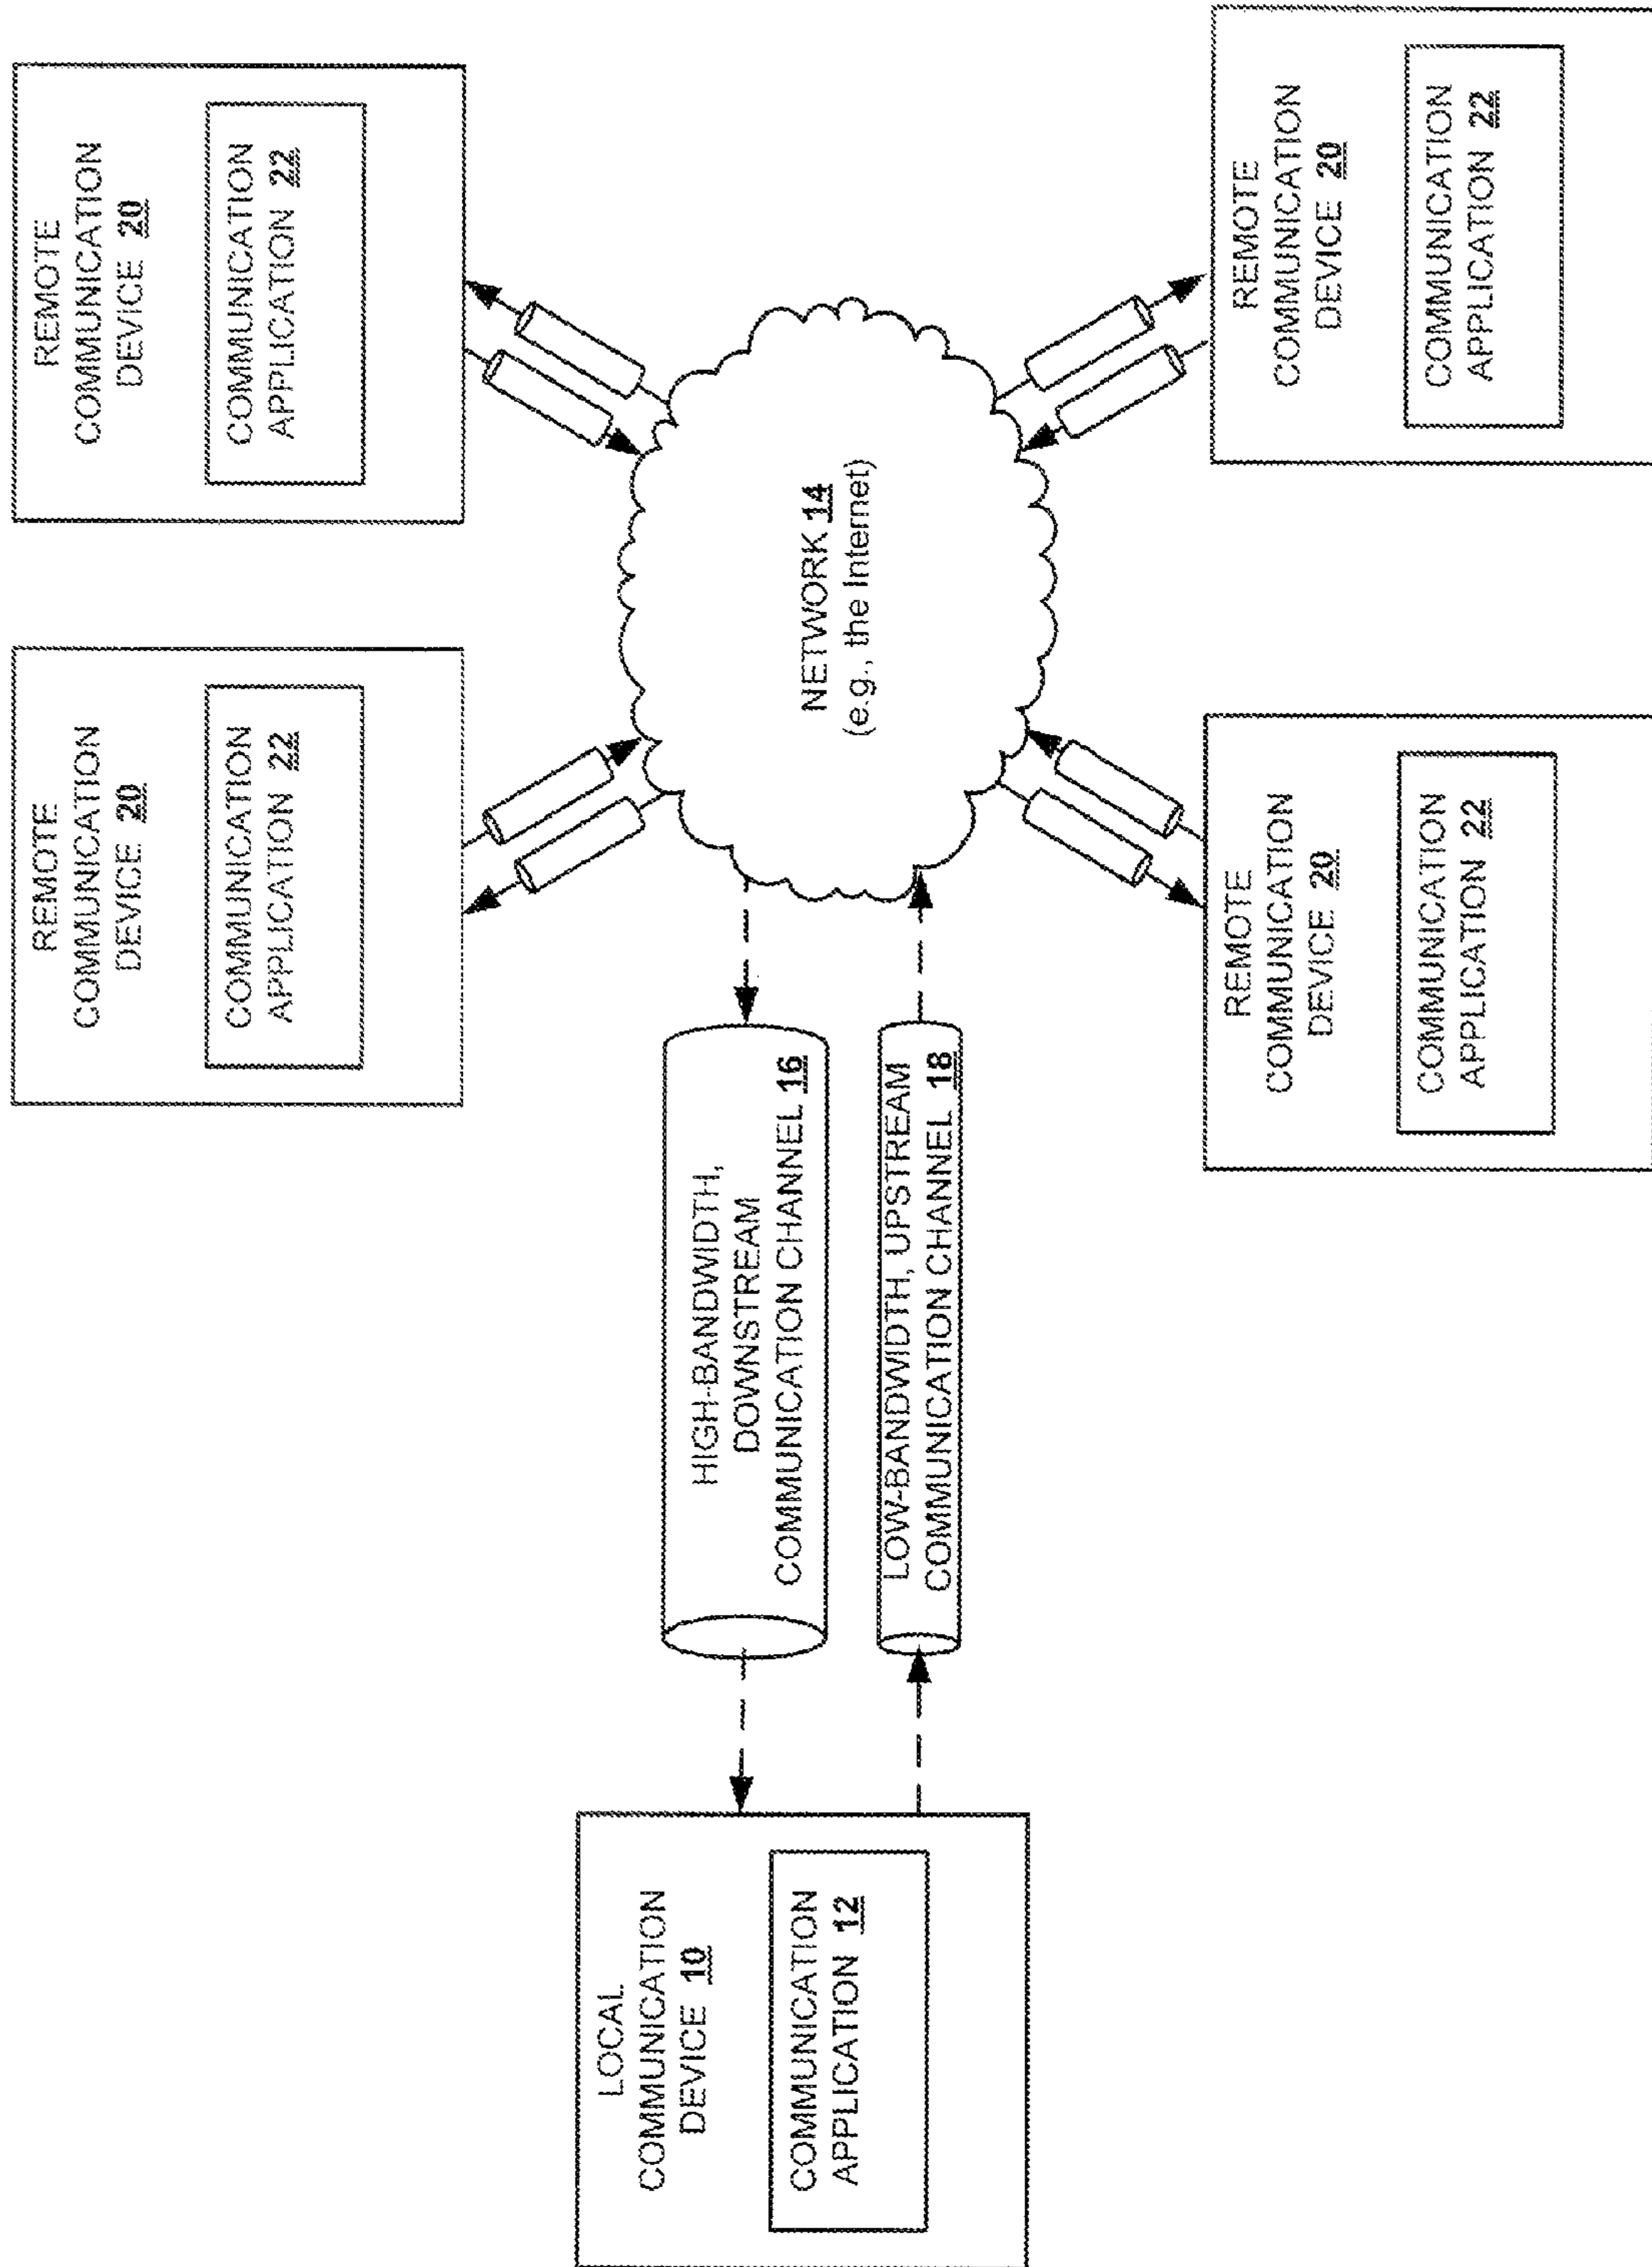 REMOTE
COMMUNICATION
DEVICE 20
COMMUNICATION
APPLICATION 22
REMOTE
COMMUNICATION
DEVICE 20
COMMUNICATION
APPLICATION 22
LOCAL
COMMUNICATION
DEVICE 10
COMMUNICATION
APPLICATION 12
HIGH-BANDWIDTH,
DOWNSTREAM
COMMUNICATION CHANNEL 16
LOW-BANDWIDTH, UPSTREAM
COMMUNICATION CHANNEL 18
NETWORK 14
(e.g., the Internet)
REMOTE
COMMUNICATION
DEVICE 20
COMMUNICATION
APPLICATION 22
REMOTE
COMMUNICATION
DEVICE 20
COMMUNICATION
APPLICATION 22